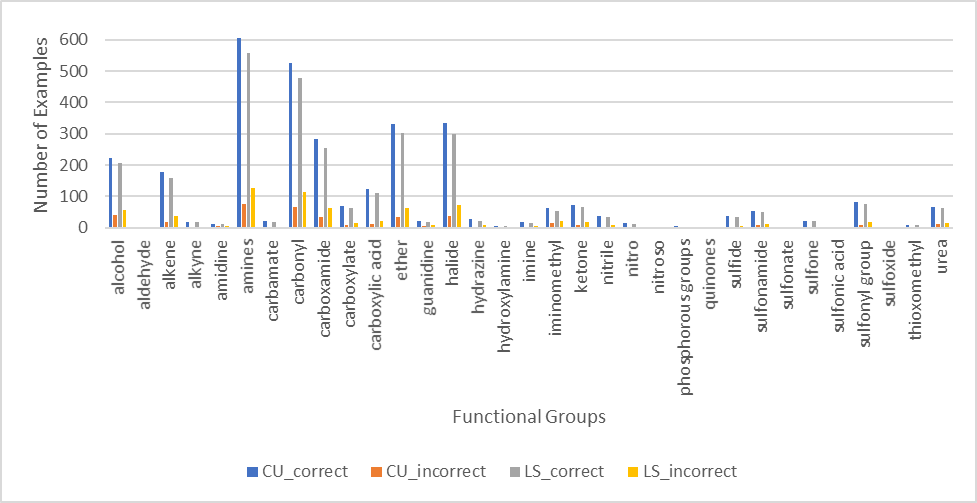 Number of Examples
600
500
400
300
200
100
0
alcohol
aldehyde
alkene
alkyne
amidine
amines
carbamate
carbonyl
carboxamide
carboxylate
carboxylic acid
ether
guanidine
halide
hydrazine
hydroxylamine
imine
iminomethyl
ketone
nitrile
nitro
nitroso
phosphorous groups
quinones
sulfide
sulfonamide
sulfonate
sulfone
sulfonic acid
sulfonyl group
sulfoxide
thioxomethyl
urea
Functional Groups
CU_correct CU_incorrect LS_correct LS_incorrect